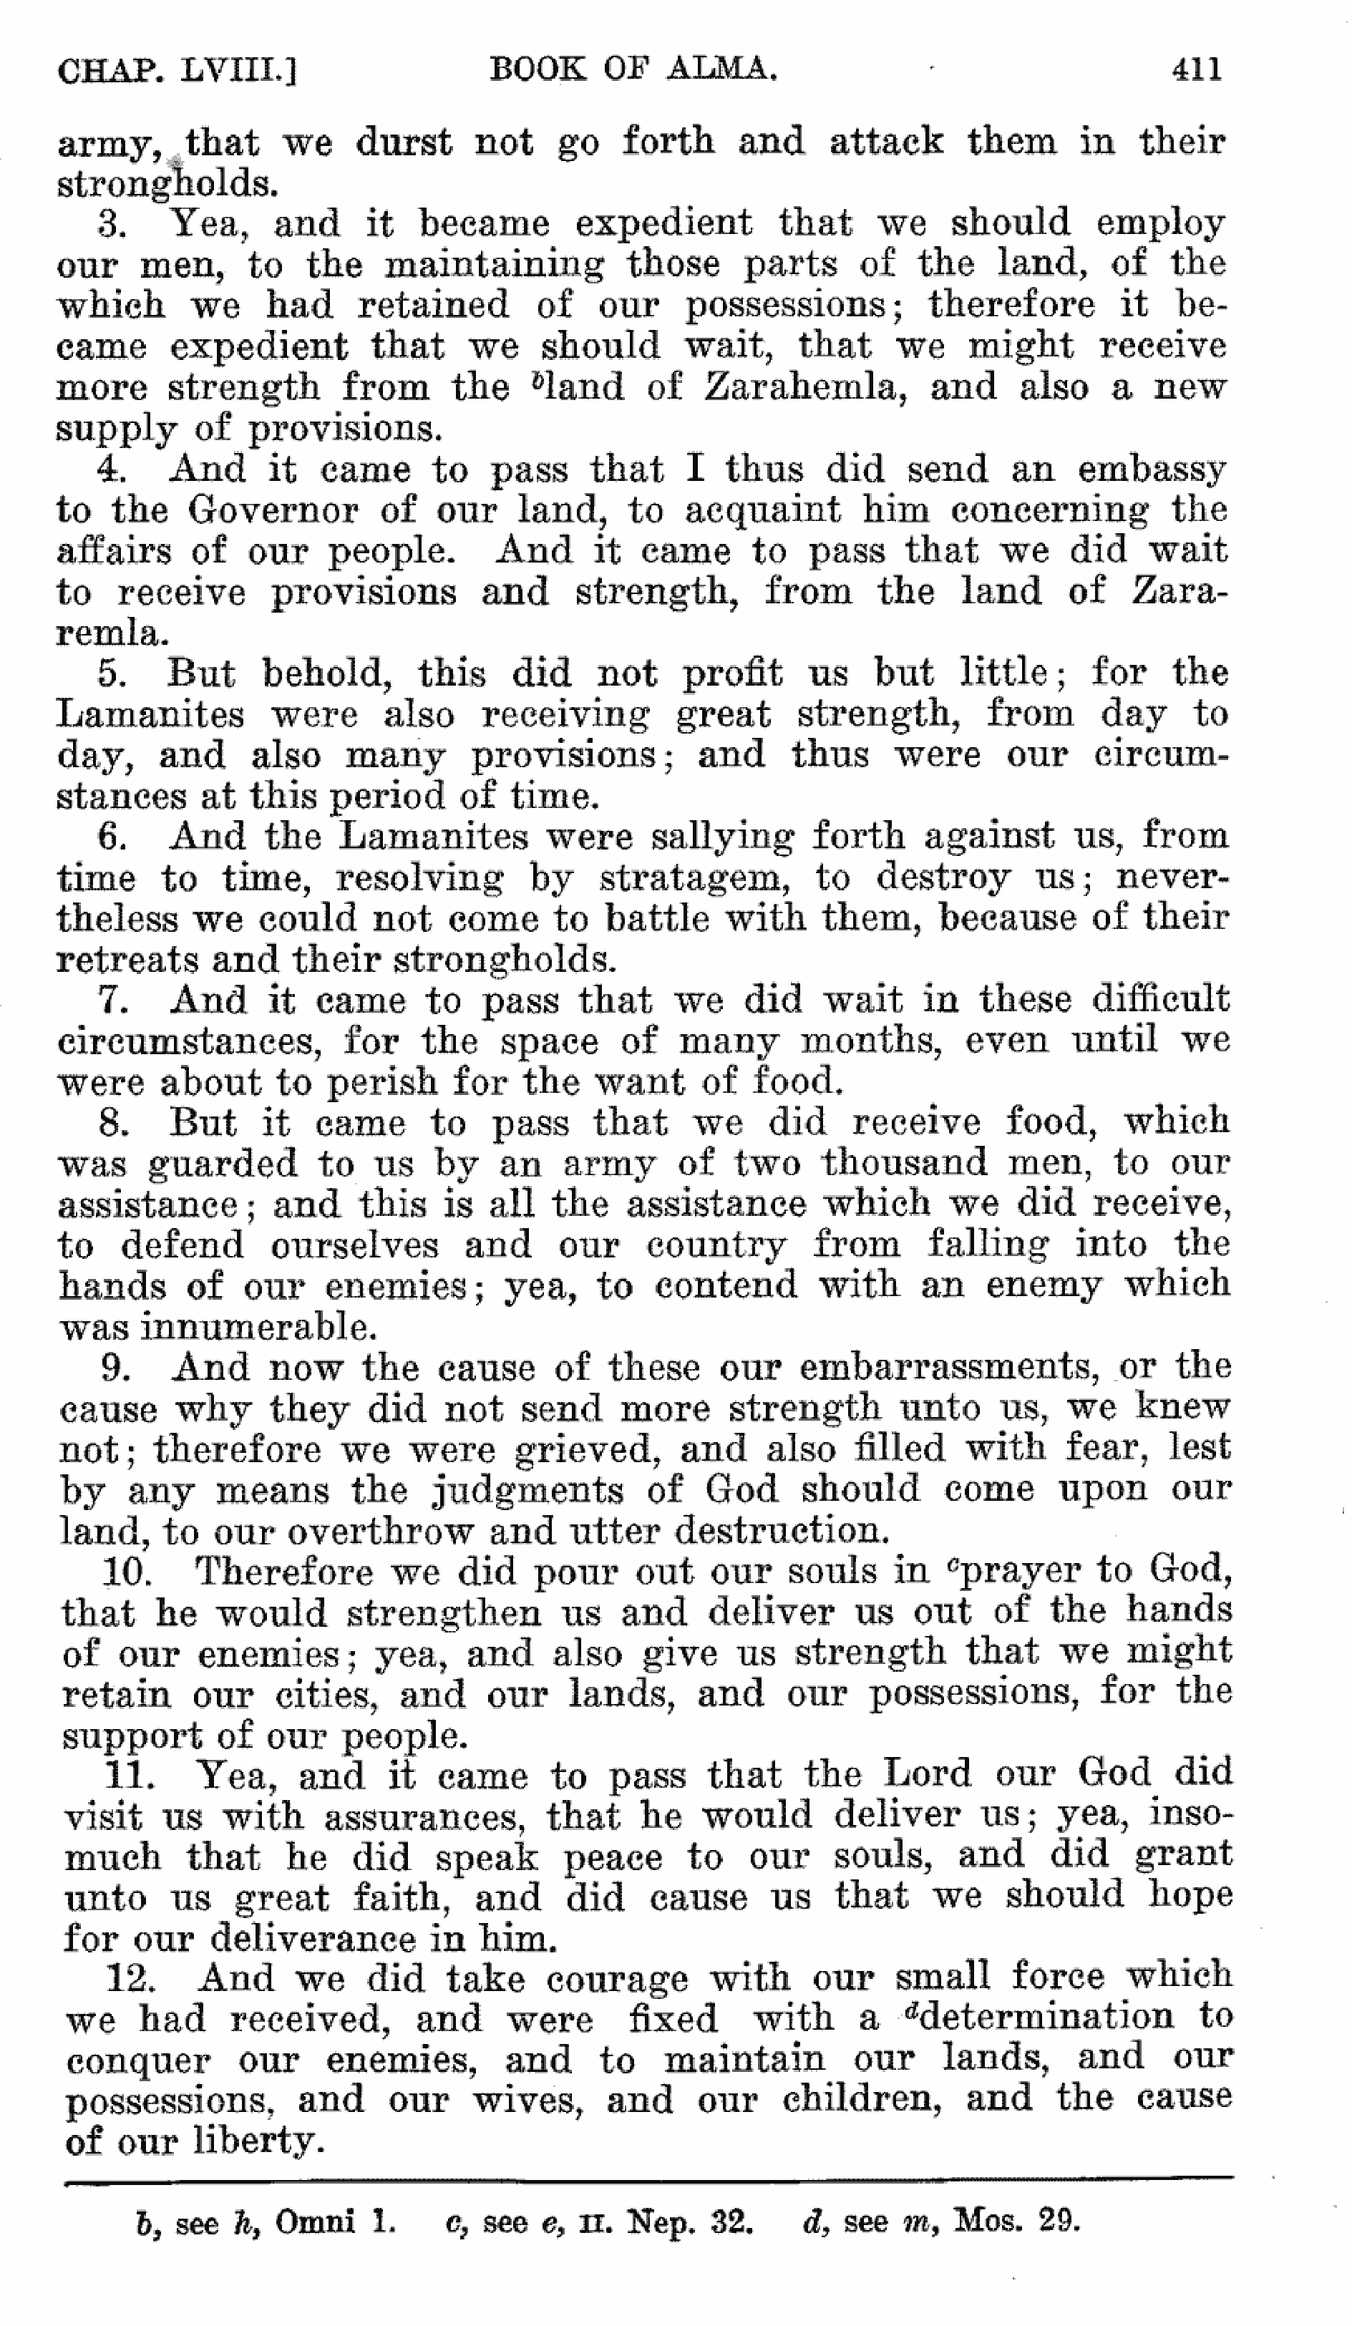 CHAP. LVIII.] BOOK OF ALMA. 411
army, that we durst not go forth and attack them in their
strongholds.
3. Yea, and it became expedient that we should employ
our men, to the maintaining those parts of the land, of the
which we had retained of our possessions; therefore it be-
came expedient that we should wait, that we might receive
more strength from the bland of Zarahemla, and also a new
supply of provisions.
4. And it came to pass that I thus did send an embassy
to the Governor of our land, to acquaint him concerning the
affairs of our people. And it came to pass that we did wait
to receive provisions and strength, from the land of Zara-
remla.
5. But behold, this did not profit us but little; for the
Lamanites were also receiving great strength, from day to
day, and also many provisions; and thus were our circum-
stances at this period of time.
6. And the Lamanites were sallying forth against us, from
time to time, resolving by stratagem, to destroy us; never-
theless we could not come to battle with them, because of their
retreats and their strongholds.
7. And it came to pass that we did wait in these difficult
circumstances, for the space of many months, even until we
were about to perish for the want of food.
8. But it came to pass that we did receive food, which
was guarded to us by an army of two thousand men, to our
assistance; and this is all the assistance which we did receive,
to defend ourselves and our country from falling into the
hands of our enemies; yea, to contend with an enemy which
was innumerable.
9. And now the cause of these our embarrassments, or the
cause why they did not send more strength unto us, we knew
not; therefore we were grieved, and also filled with fear, lest
by any means the judgments of God should come upon our
land, to our overthrow and utter destruction.
10. Therefore we did pour out our souls in cprayer to God,
that he would strengthen us and deliver us out of the hands
of our enemies; yea, and also give us strength that we might
retain our cities, and our lands, and our possessions, for the
support of our people.
11. Yea, and it came to pass that the Lord our God did
visit us with assurances, that he would deliver us; yea, inso-
much that he did speak peace to our souls, and did grant
unto us great faith, and did cause us that we should hope
for our deliverance in him.
12. And we did take courage with our small force which
we had received, and were fixed with a ddetermination to
conquer our enemies, and to maintain our lands, and our
possessions, and our wives, and our children, and the cause
of our liberty.
b, see h, Omni 1. c, see e, II. Nep. 32. d, see m, Mos. 29.